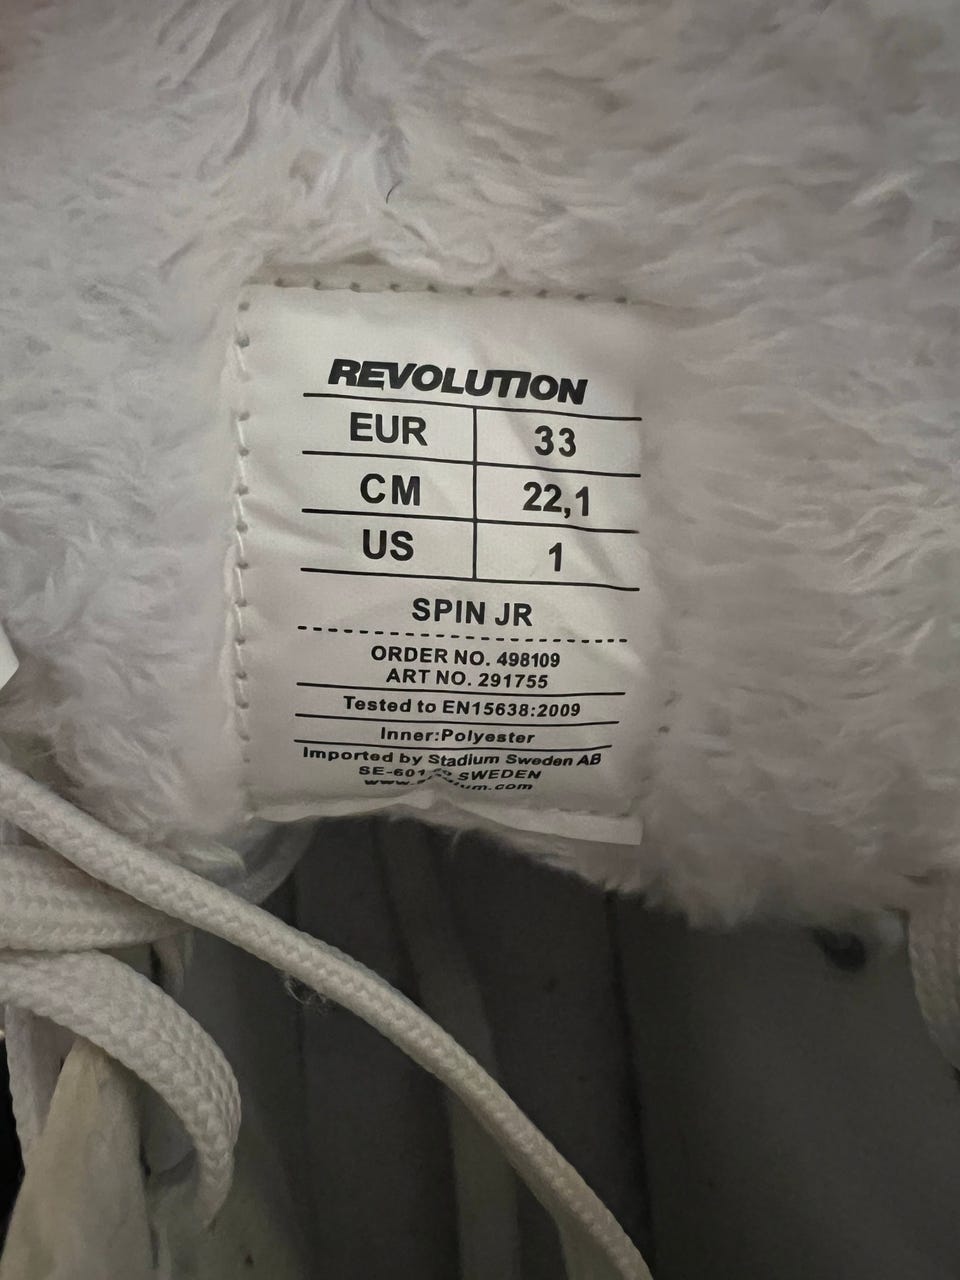 REVOLUTION
EUR 33
CM 22,1
US 1
SPIN JR
ORDER NO. 498109
ART NO. 291755
Tested to EN15638:2009
Inner:Polyester
Imported by Stadium Sweden AB
SWEDEN